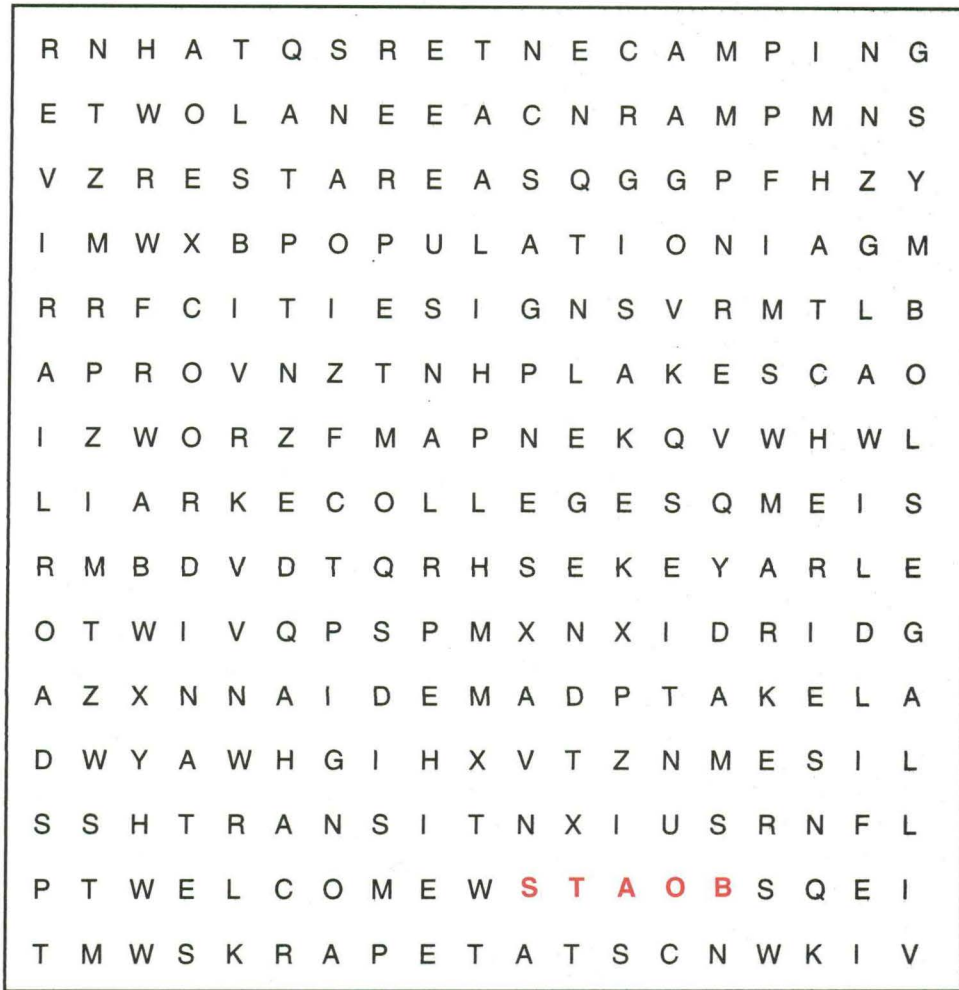 R N H A T Q S R E T N E C A M P I N G
E T W O L A N E E A C N R A M P M N S
V Z R E S T A R E A S Q G G P F H Z Y
I M W X B P O P U L A T I O N I A G M
R R F C I T I E S I G N S V R M T L B
A P R O V N Z T N H P L A K E S C A O
I Z W O R Z F M A P N E K Q V W H W L
L I A R K E C O L L E G E S Q M E I S
R M B D V D T Q R H S E K E Y A R L E
O T W I V Q P S P M X N X I D R I D G
A Z X N N A I D E M A D P T A K E L A
D W Y A W H G I H X V T Z N M E S I L
S S H T R A N S I T N X I U S R N F L
P T W E L C O M E W S T A O B S Q E I
T M W S K R A P E T A T S C N W K I V